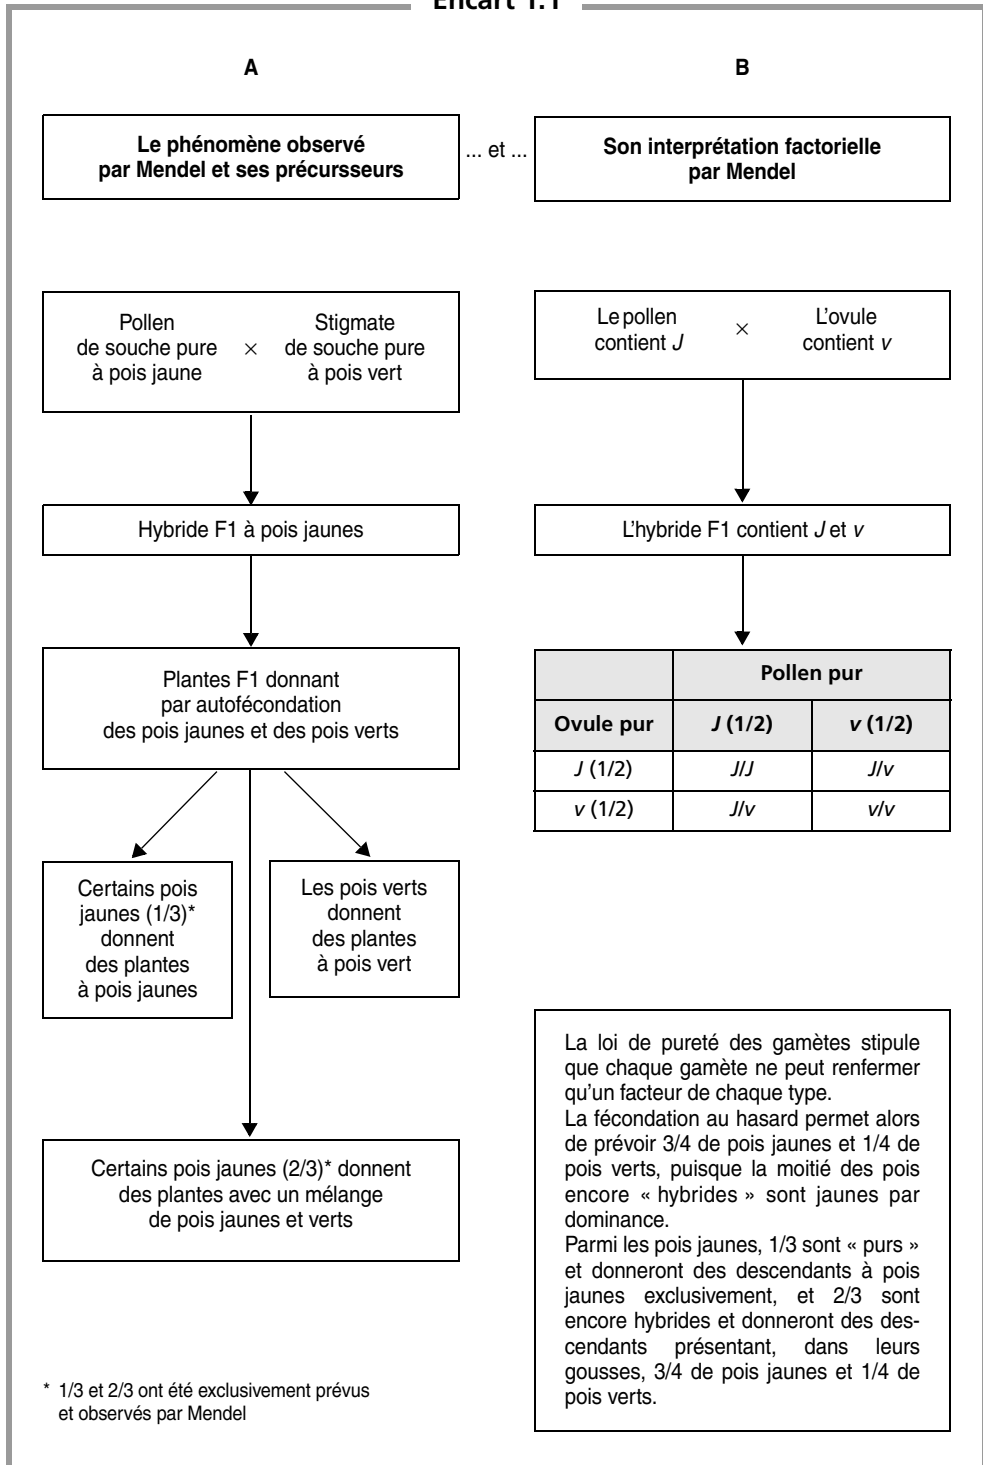 Encart 1.1
A
Le phénomène observé
par Mendel et ses précursseurs
... et ...
B
Son interprétation factorielle
par Mendel
Pollen
de souche pure
à pois jaune
×
Stigmate
de souche pure
à pois vert
Hybride F1 à pois jaunes
Plantes F1 donnant
par autofécondation
des pois jaunes et des pois verts
Certains pois
jaunes (1/3)*
donnent
des plantes
à pois jaunes
Les pois verts
donnent
des plantes
à pois vert
Certains pois jaunes (2/3)* donnent
des plantes avec un mélange
de pois jaunes et verts
* 1/3 et 2/3 ont été exclusivement prévus
et observés par Mendel
Le pollen
contient J
×
L'ovule
contient v
L'hybride F1 contient J et v
Pollen pur
Ovule pur J (1/2) v (1/2)
J (1/2) J/J J/v
v (1/2) J/v v/v
La loi de pureté des gamètes stipule
que chaque gamète ne peut renfermer
qu'un facteur de chaque type.
La fécondation au hasard permet alors
de prévoir 3/4 de pois jaunes et 1/4 de
pois verts, puisque la moitié des pois
encore « hybrides » sont jaunes par
dominance.
Parmi les pois jaunes, 1/3 sont « purs »
et donneront des descendants à pois
jaunes exclusivement, et 2/3 sont
encore hybrides et donneront des des-
cendants présentant, dans leurs
gousses, 3/4 de pois jaunes et 1/4 de
pois verts.